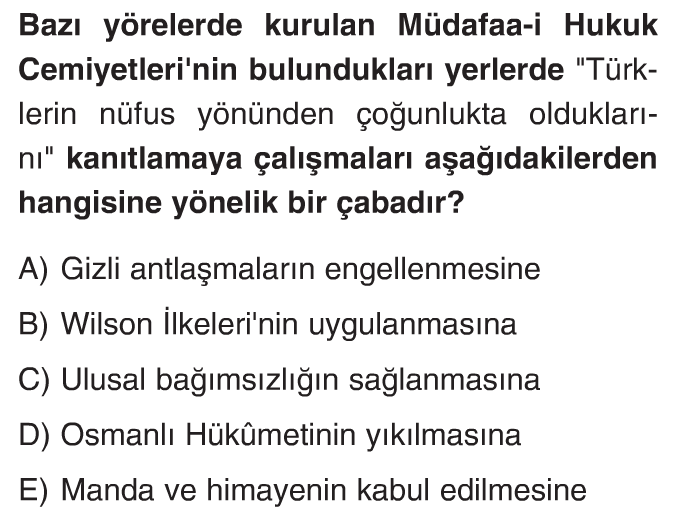 Bazı yörelerde kurulan Müdafaa-i Hukuk
Cemiyetleri'nin bulundukları yerlerde "Türk-
lerin nüfus yönünden çoğunlukta oldukları-
nı" kanıtlamaya çalışmaları aşağıdakilerden
hangisine yönelik bir çabadır?
A) Gizli antlaşmaların engellenmesine
B) Wilson İlkeleri'nin uygulanmasına
C) Ulusal bağımsızlığın sağlanmasına
D) Osmanlı Hükûmetinin yıkılmasına
E) Manda ve himayenin kabul edilmesine